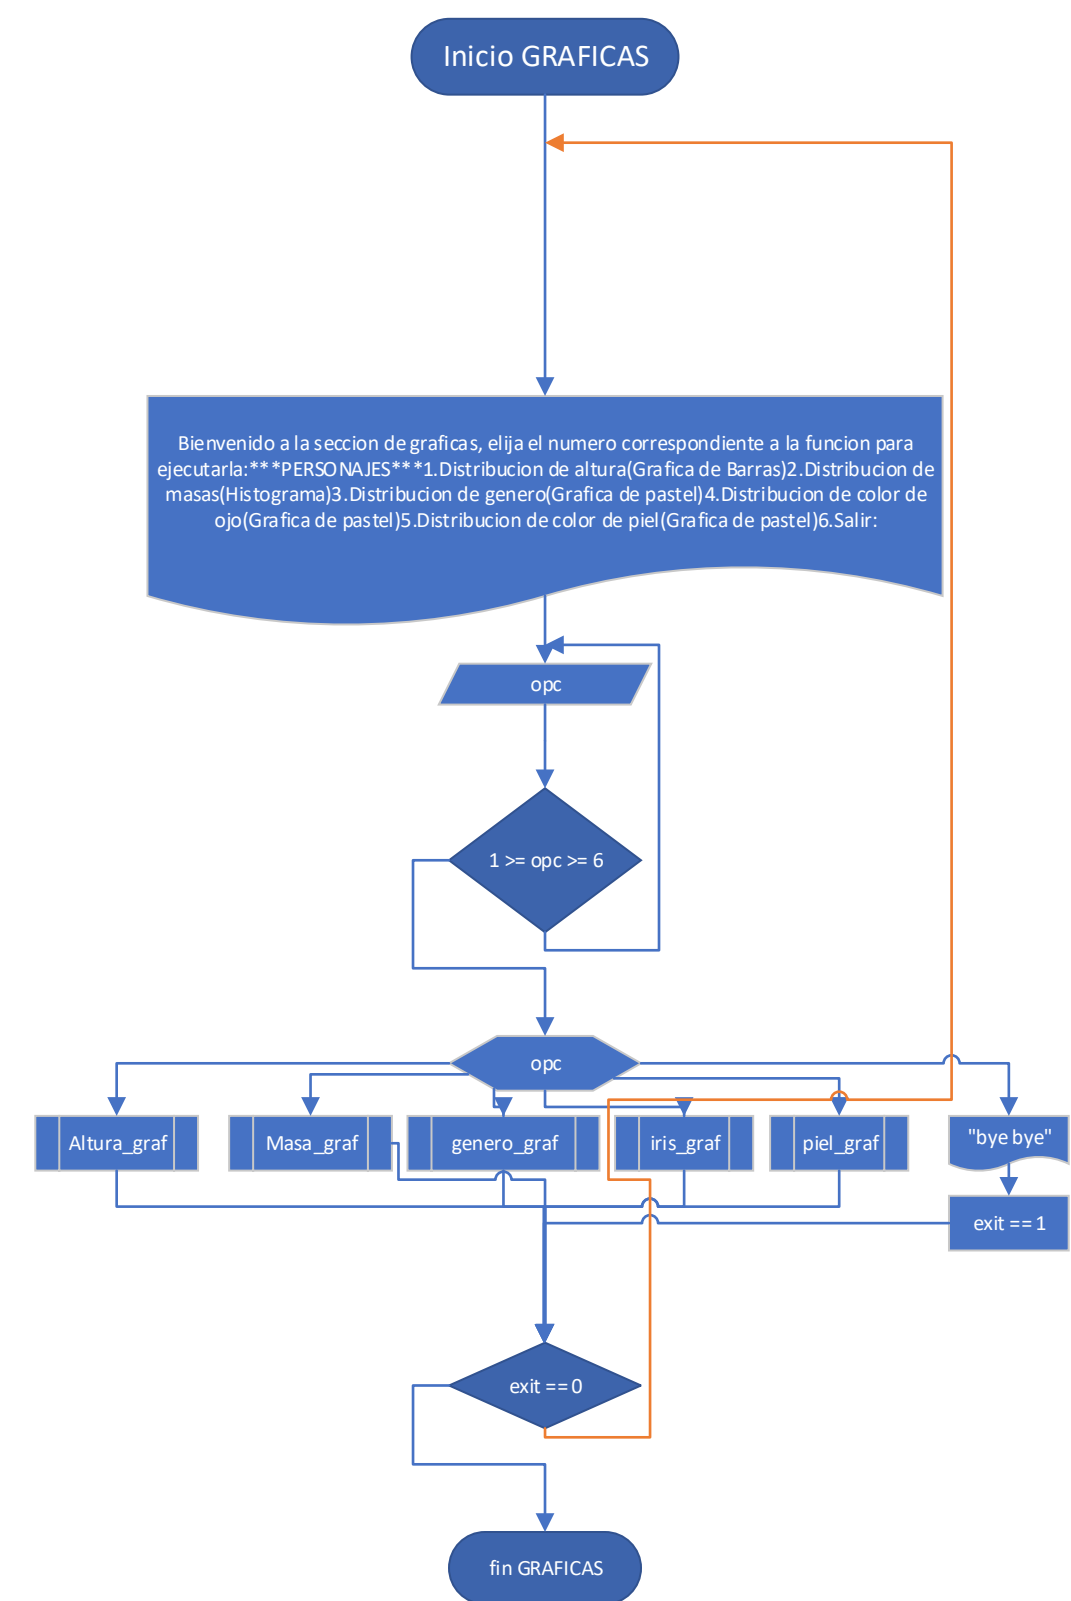 Inicio GRAFICAS
Bienvenido a la seccion de graficas, elija el numero correspondiente a la funcion para
ejecutarla:***PERSONAJES***1.Distribucion de altura(Grafica de Barras)2.Distribucion de
masas(Histograma)3.Distribucion de genero(Grafica de pastel)4.Distribucion de color de
ojo(Grafica de pastel)5.Distribucion de color de piel(Grafica de pastel)6.Salir:
opc
1 >= opc >= 6
opc
Altura_graf
Masa_graf
genero_graf
iris_graf
piel_graf
"bye bye"
exit == 1
exit == 0
fin GRAFICAS